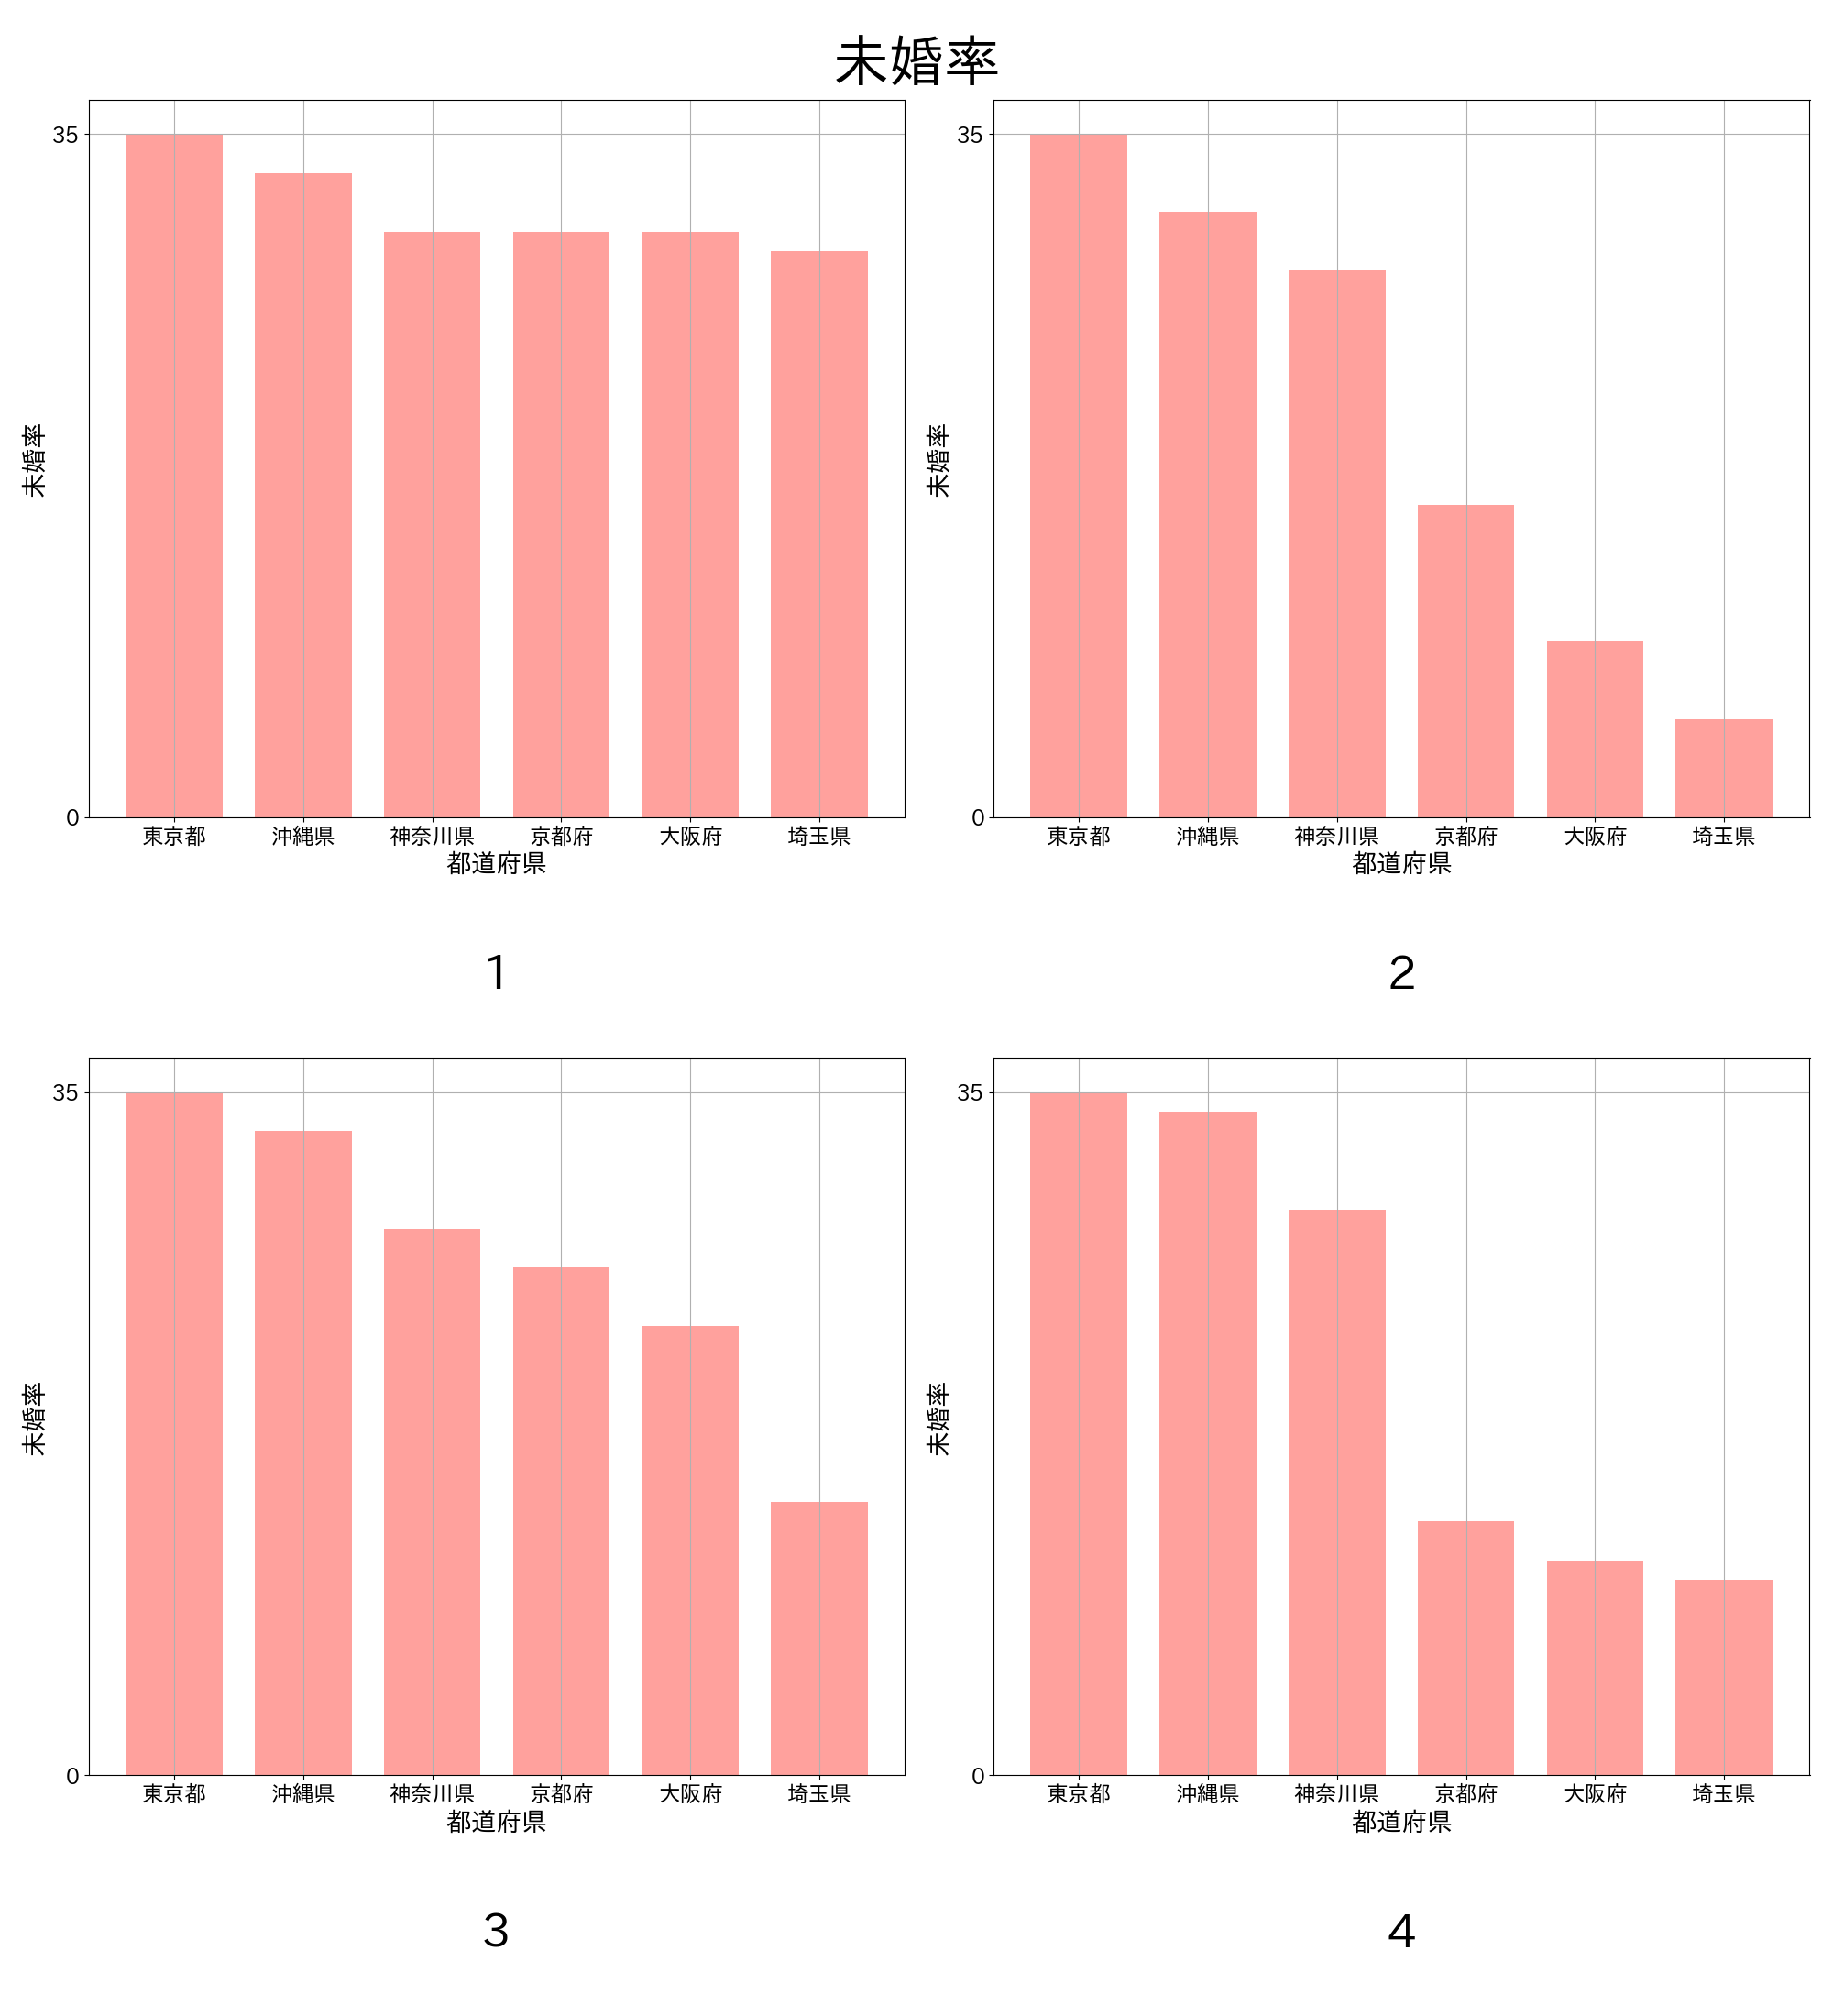 未婚率
35
0
未婚率
東京都 沖縄県 神奈川県 京都府 大阪府 埼玉県
都道府県
1
35
0
未婚率
東京都 沖縄県 神奈川県 京都府 大阪府 埼玉県
都道府県
2
35
0
未婚率
東京都 沖縄県 神奈川県 京都府 大阪府 埼玉県
都道府県
3
35
0
未婚率
東京都 沖縄県 神奈川県 京都府 大阪府 埼玉県
都道府県
4